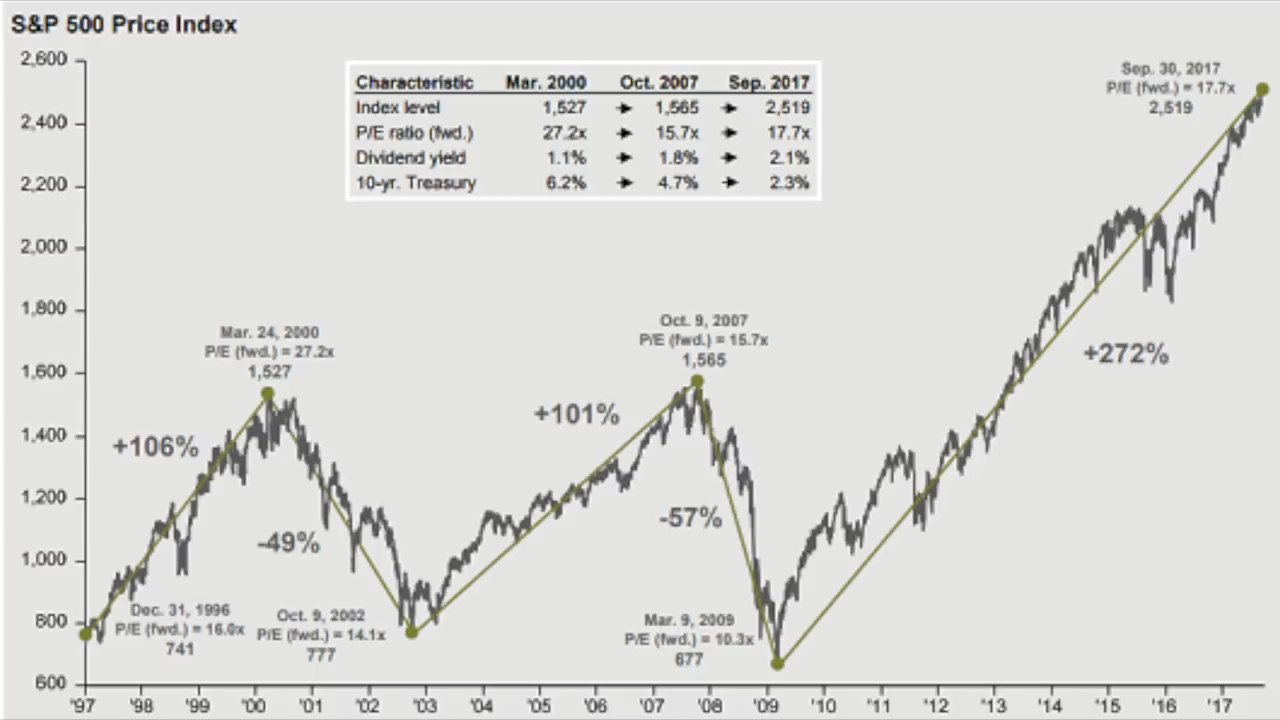 S&P 500 Price Index
2,600
2,400
2,200
2,000
1,800
1,600
1,400
1,200
1,000
800
600
Characteristic Mar. 2000 Oct. 2007 Sep. 2017
Index level 1,527 ➔ 1,565 ➔ 2,519
P/E ratio (fwd.) 27.2x ➔ 15.7x ➔ 17.7x
Dividend yield 1.1% ➔ 1.8% ➔ 2.1%
10-yr. Treasury 6.2% ➔ 4.7% ➔ 2.3%
Sep. 30, 2017
P/E (fwd.) = 17.7x
2,519
Mar. 24, 2000
P/E (fwd.) = 27.2x
1,527
Oct. 9, 2007
P/E (fwd.) = 15.7x
1,565
+106%
-49%
+101%
-57%
+272%
Dec. 31, 1996
P/E (fwd.) = 16.0x
741
Oct. 9, 2002
P/E (fwd.) = 14.1x
777
Mar. 9, 2009
P/E (fwd.) = 10.3x
677
'97 '98 '99 '00 '01 '02 '03 '04 '05 '06 '07 '08 '09 '10 '11 '12 '13 '14 '15 '16 '17